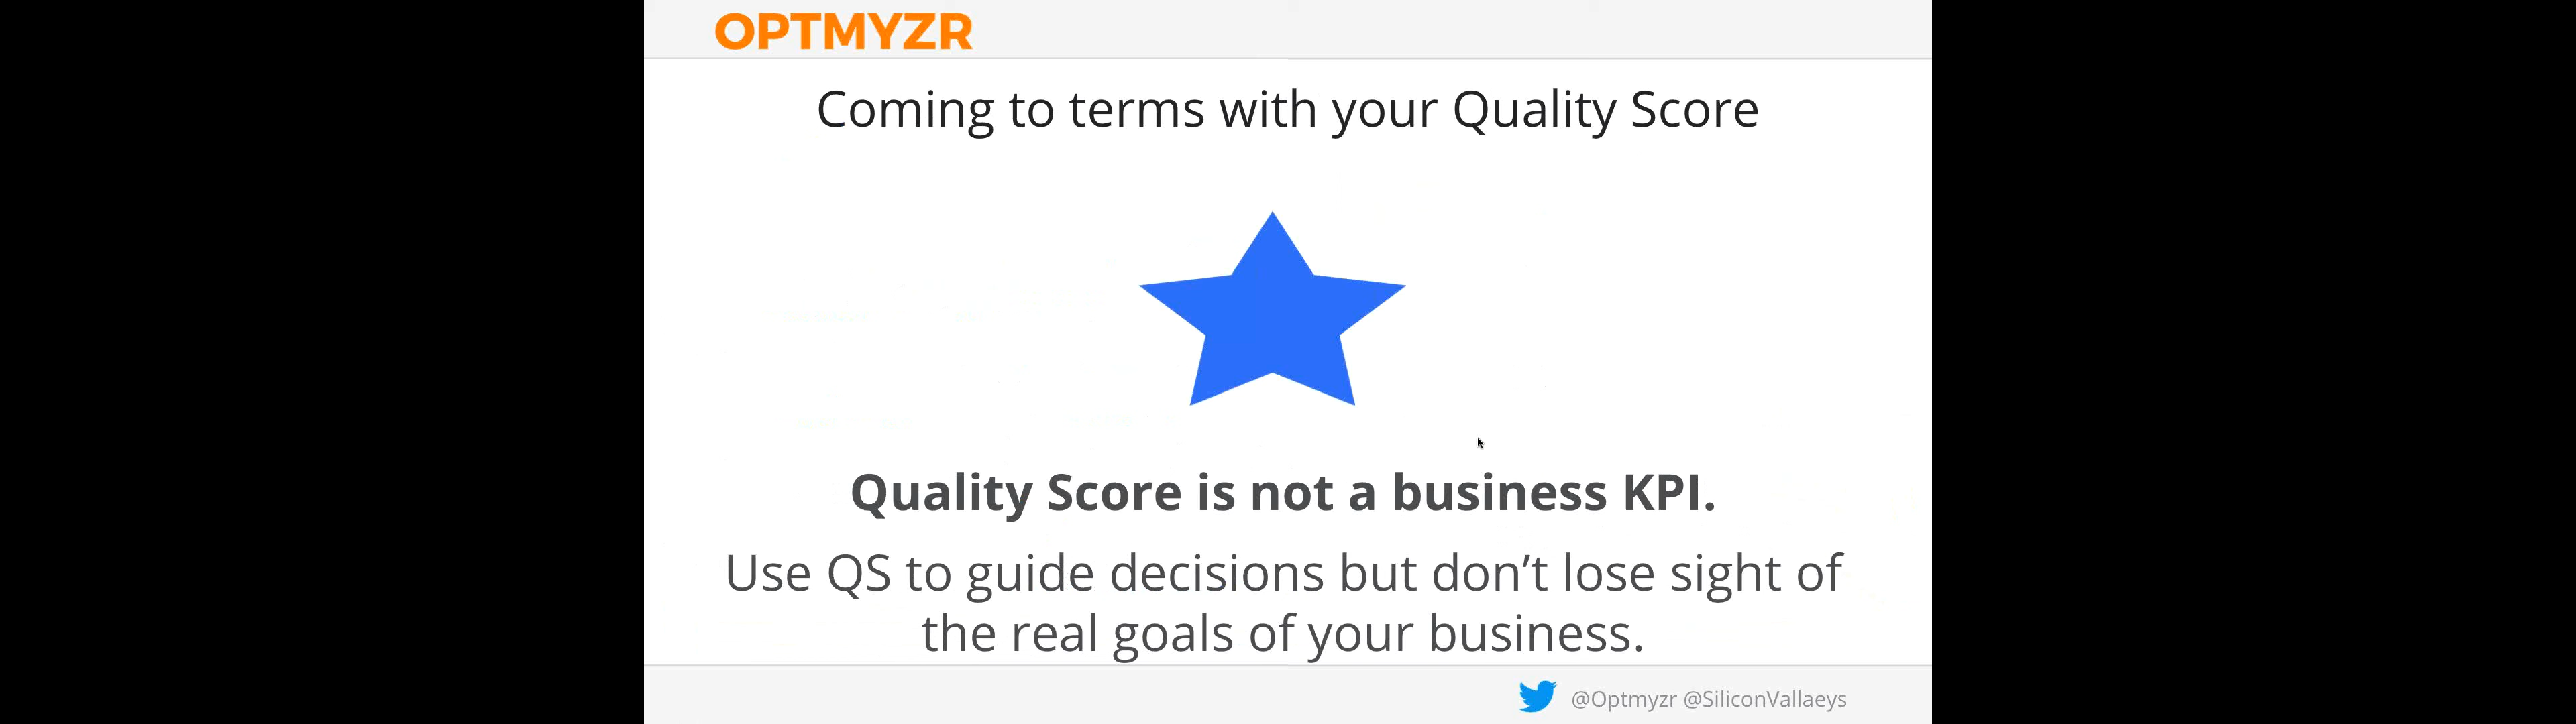 OPTMYZR
Coming to terms with your Quality Score
Quality Score is not a business KPI.
Use QS to guide decisions but don’t lose sight of
the real goals of your business.
@Optmyzr @SiliconVallaeys